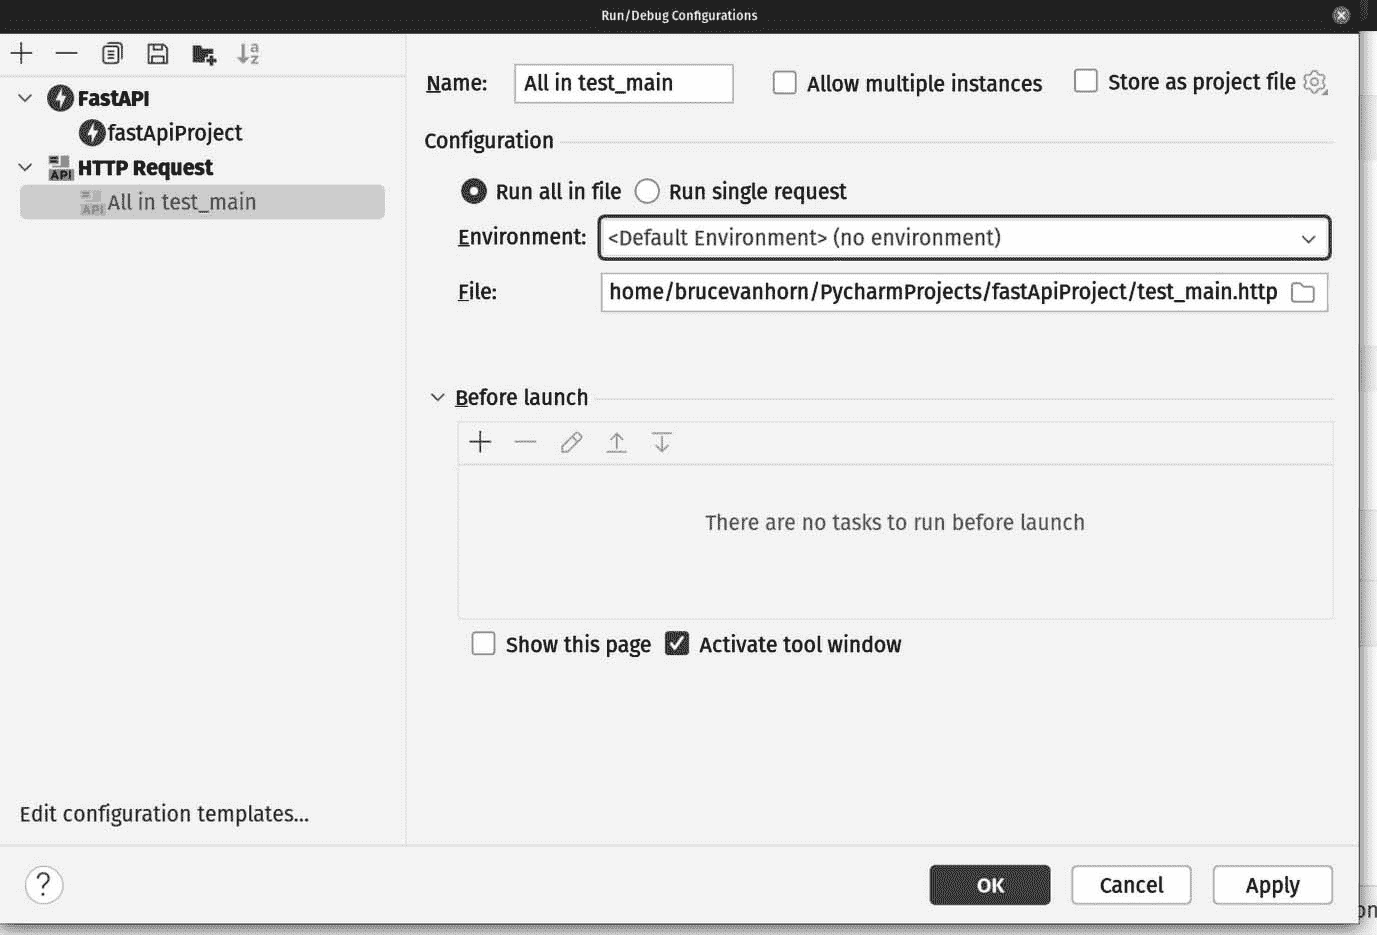 Run/Debug Configurations
FastAPI
fastApiProject
HTTP Request
All in test_main
Edit configuration templates...
Name: All in test_main Allow multiple instances Store as project file
Configuration
Run all in file Run single request
Environment: <Default Environment> (no environment)
File: home/brucevanhorn/PycharmProjects/fastApiProject/test_main.http
Before launch
There are no tasks to run before launch
Show this page Activate tool window
? OK Cancel Apply